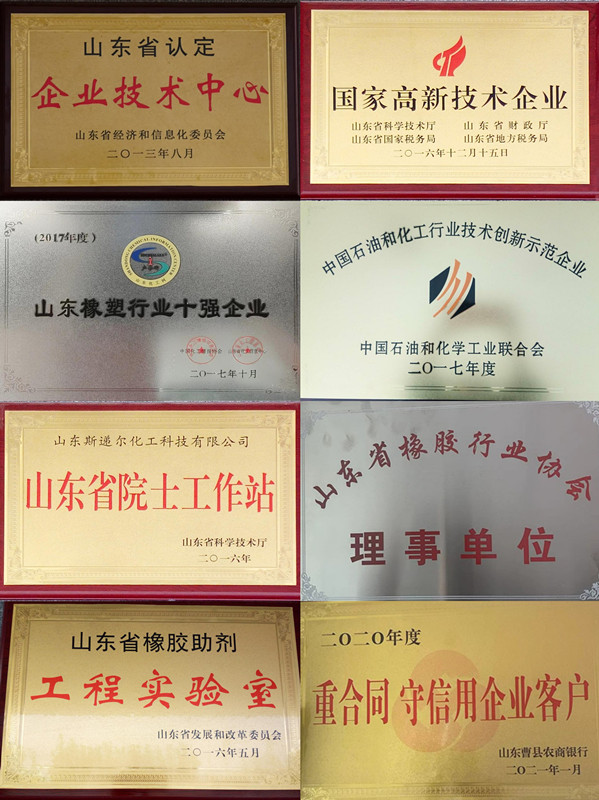 山东省认定
企业技术中心
山东省经济和信息化委员会
二〇一三年八月
国家高新技术企业
山东省科学技术厅 山东省财政厅
山东省国家税务局 山东省地方税务局
二〇一六年十二月十五日
(2017年度)
山东橡塑行业十强企业
二〇一七年十月
中国石油和化工行业技术创新示范企业
中国石油和化学工业联合会
二〇一七年度
山东斯递尔化工科技有限公司
山东省院士工作站
山东省科学技术厅
二〇一六年
山东省橡胶行业协会
理事单位
山东省橡胶助剂
工程实验室
山东省发展和改革委员会
二〇一六年五月
二〇二〇年度
重合同 守信用企业客户
山东曹县农商银行
二〇二一年一月